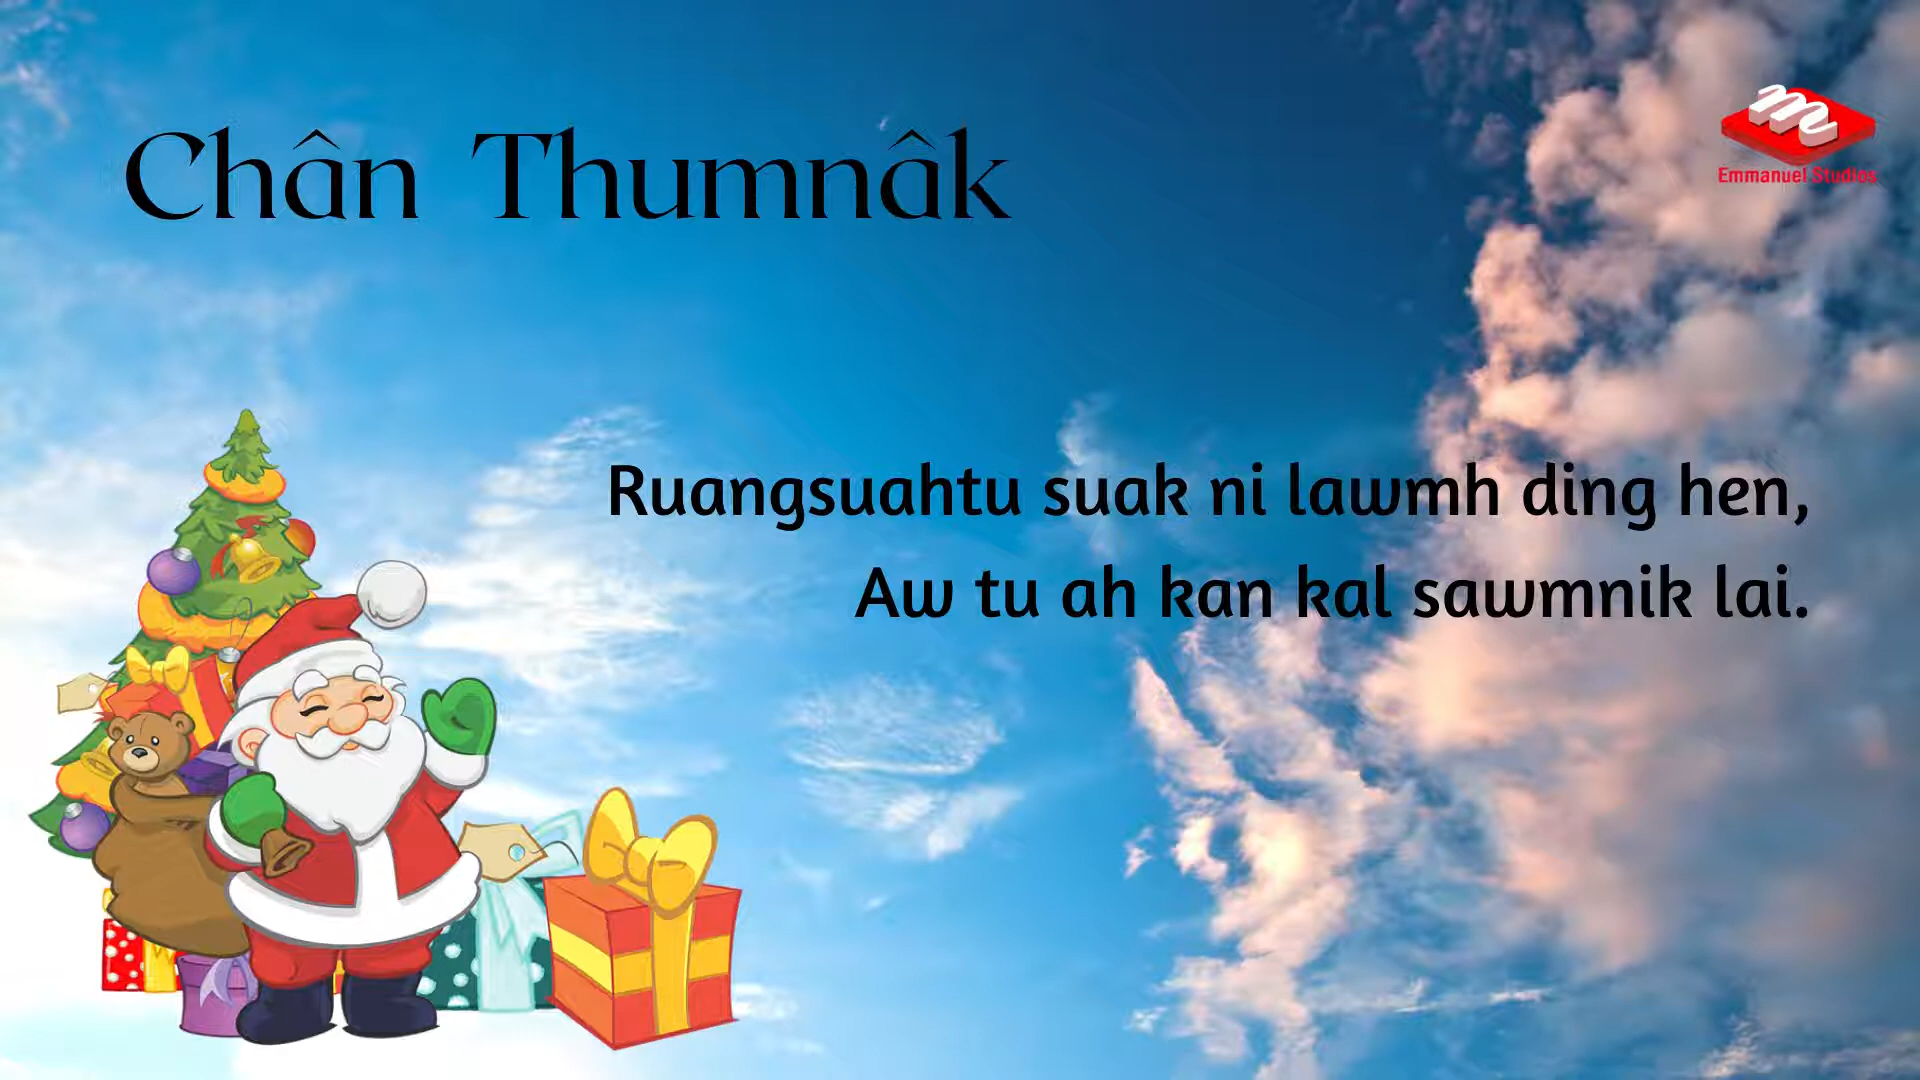 Chân Thumnâk
Emmanuel Studios
Ruangsuahtu suak ni lawmh ding hen,
Aw tu ah kan kal sawmnik lai.